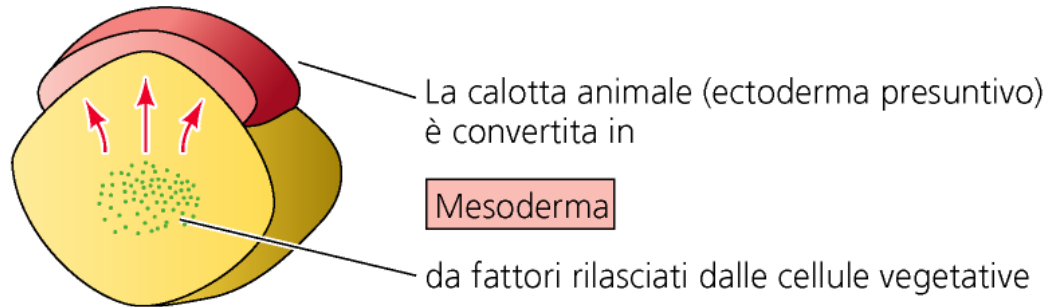 La calotta animale (ectoderma presuntivo)
è convertita in
Mesoderma
da fattori rilasciati dalle cellule vegetative